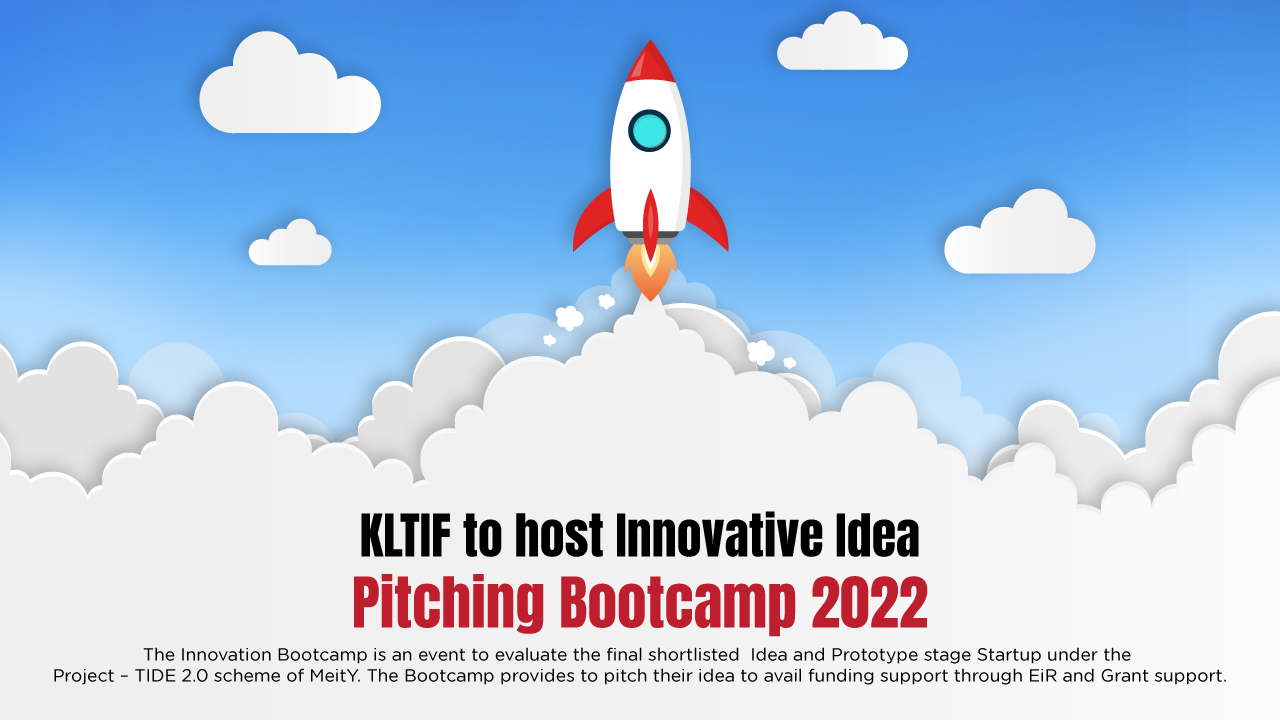 KLTIF to host Innovative Idea
Pitching Bootcamp 2022
The Innovation Bootcamp is an event to evaluate the final shortlisted  Idea and Prototype stage Startup under the
Project – TIDE 2.0 scheme of MeitY. The Bootcamp provides to pitch their idea to avail funding support through EiR and Grant support.